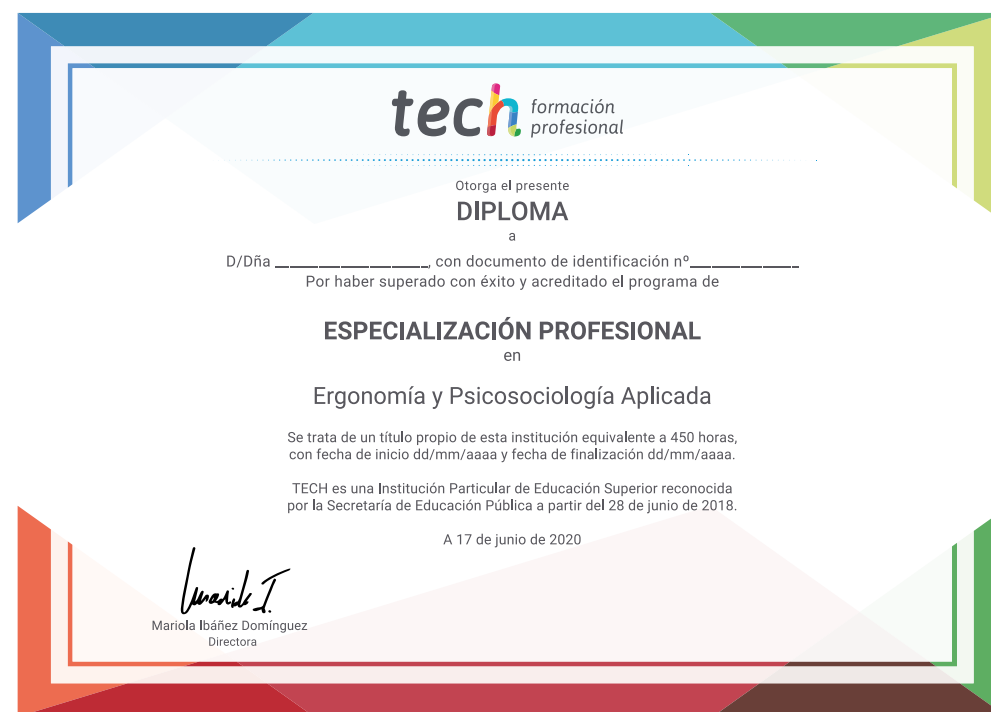 tech formación
profesional
Otorga el presente
DIPLOMA
a
D/Dña ____________________, con documento de identificación nº______________
Por haber superado con éxito y acreditado el programa de
ESPECIALIZACIÓN PROFESIONAL
en
Ergonomía y Psicosociología Aplicada
Se trata de un título propio de esta institución equivalente a 450 horas,
con fecha de inicio dd/mm/aaaa y fecha de finalización dd/mm/aaaa.
TECH es una Institución Particular de Educación Superior reconocida
por la Secretaría de Educación Pública a partir del 28 de junio de 2018.
A 17 de junio de 2020
Mariola Ibáñez Domínguez
Directora